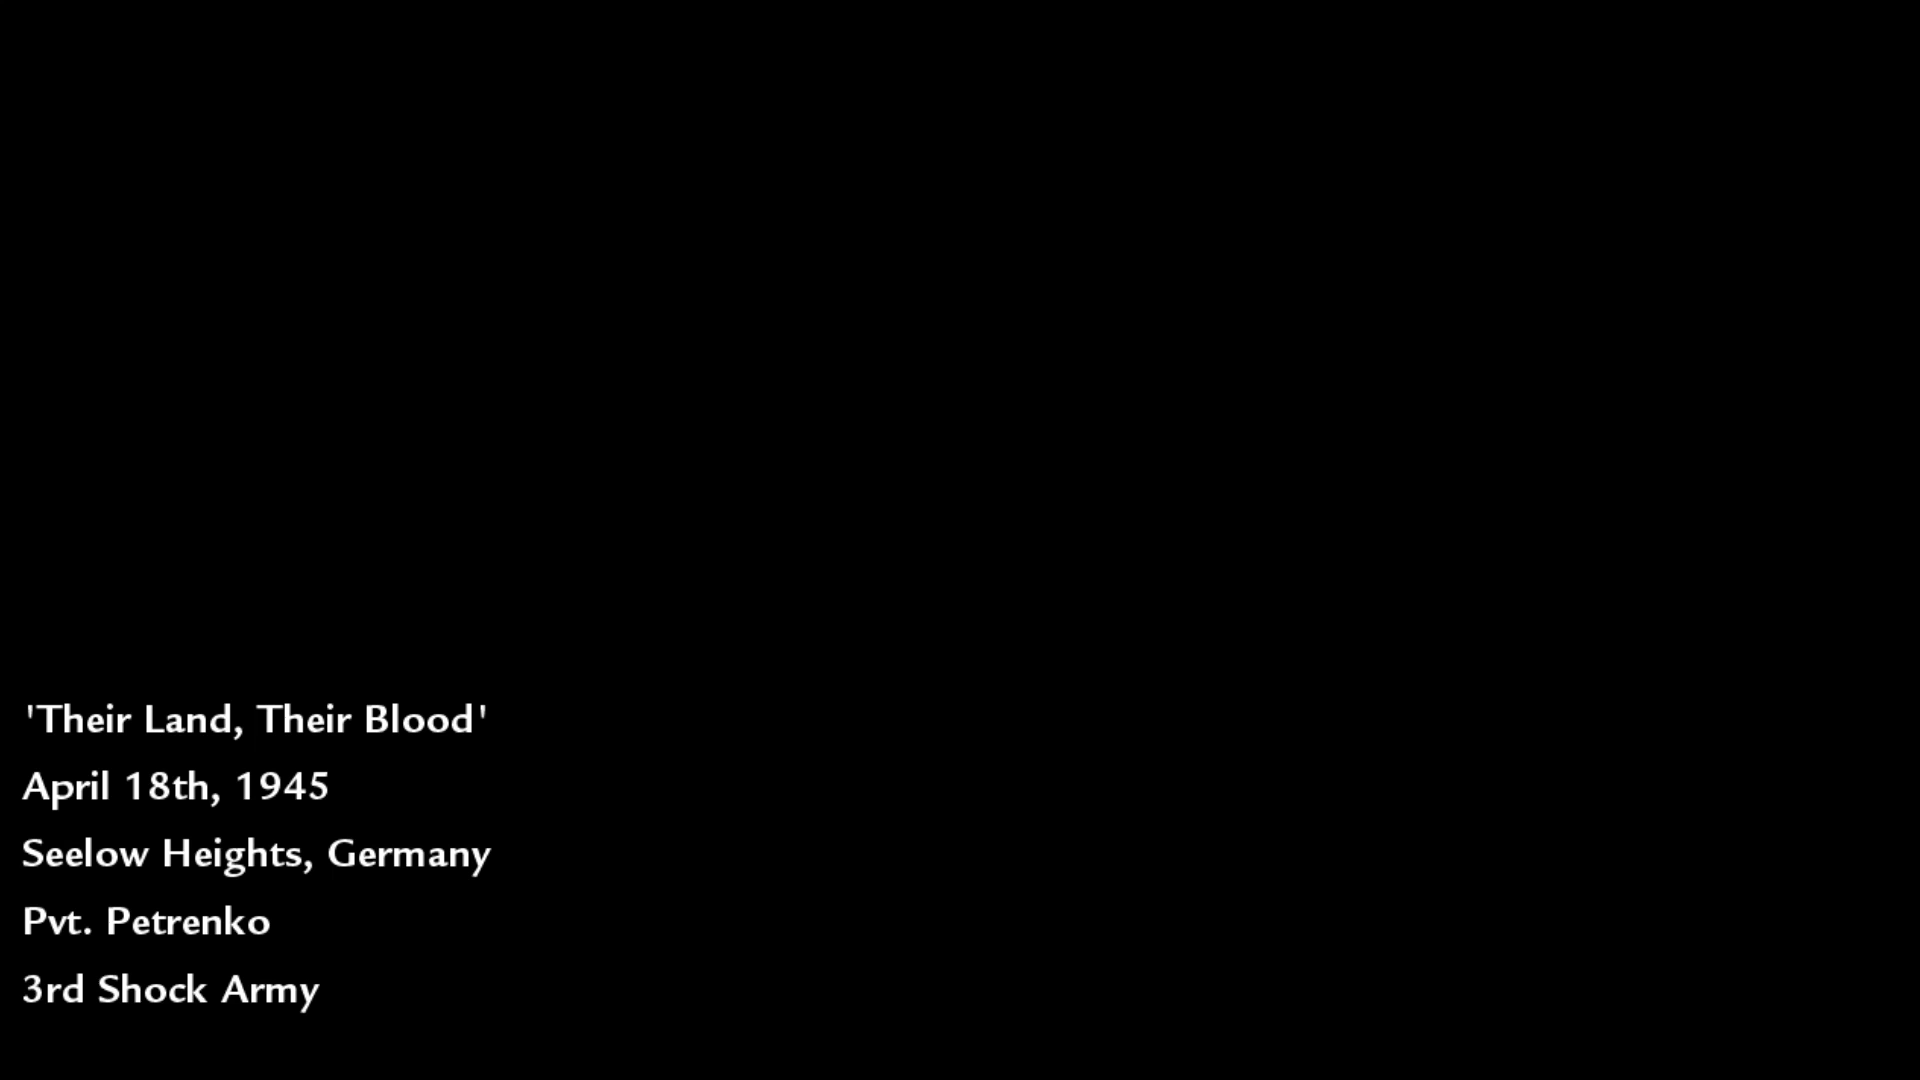 'Their Land, Their Blood'
April 18th, 1945
Seelow Heights, Germany
Pvt. Petrenko
3rd Shock Army